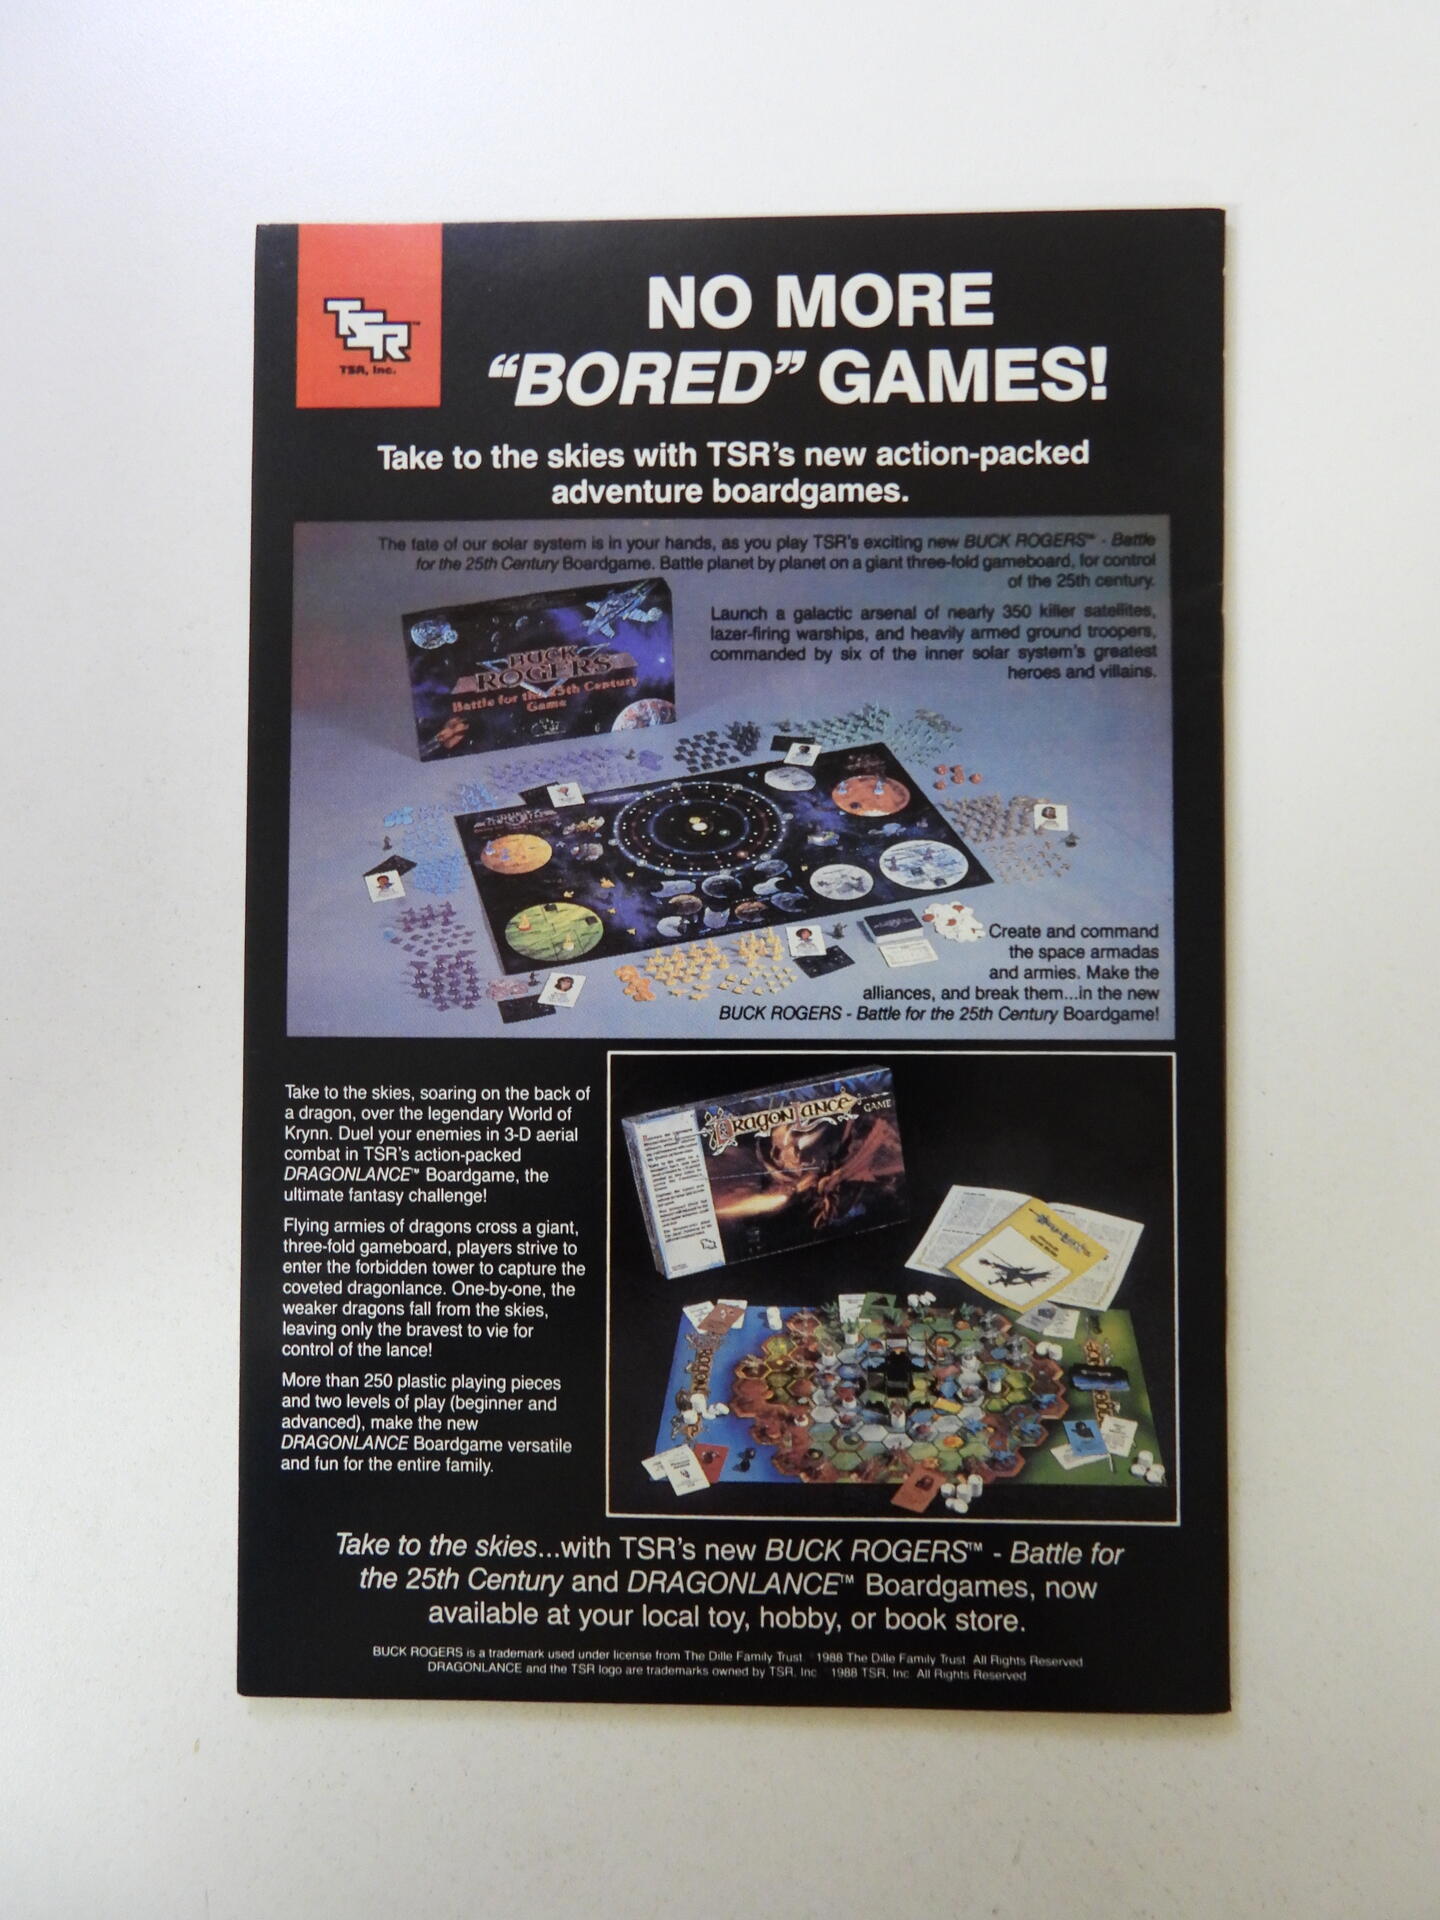 TSR™
TSR, Inc.
NO MORE
“BORED” GAMES!
Take to the skies with TSR’s new action-packed
adventure boardgames.
The fate of our solar system is in your hands, as you play TSR’s exciting new BUCK ROGERS™ - Battle
for the 25th Century Boardgame. Battle planet by planet on a giant three-fold gameboard, for control
of the 25th century.
Launch a galactic arsenal of nearly 350 killer satellites,
lazer-firing warships, and heavily armed ground troopers,
commanded by six of the inner solar system’s greatest
heroes and villains.
BUCK
ROGERS
Battle for the 25th Century
Game
Create and command
the space armadas
and armies. Make the
alliances, and break them...in the new
BUCK ROGERS - Battle for the 25th Century Boardgame!
Take to the skies, soaring on the back of
a dragon, over the legendary World of
Krynn. Duel your enemies in 3-D aerial
combat in TSR’s action-packed
DRAGONLANCE™ Boardgame, the
ultimate fantasy challenge!
Flying armies of dragons cross a giant,
three-fold gameboard, players strive to
enter the forbidden tower to capture the
coveted dragonlance. One-by-one, the
weaker dragons fall from the skies,
leaving only the bravest to vie for
control of the lance!
More than 250 plastic playing pieces
and two levels of play (beginner and
advanced), make the new
DRAGONLANCE Boardgame versatile
and fun for the entire family.
DRAGONLANCE GAME
Take to the skies...with TSR’s new BUCK ROGERS™ - Battle for
the 25th Century and DRAGONLANCE™ Boardgames, now
available at your local toy, hobby, or book store.
BUCK ROGERS is a trademark used under license from The Dille Family Trust. 1988 The Dille Family Trust. All Rights Reserved
DRAGONLANCE and the TSR logo are trademarks owned by TSR, Inc. 1988 TSR, Inc. All Rights Reserved